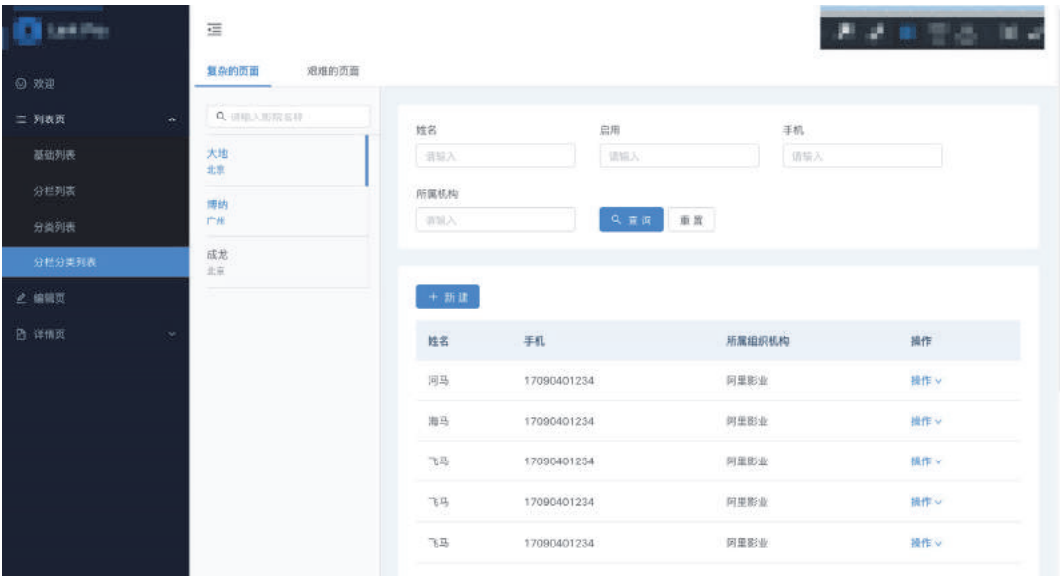 欢迎
列表页
基础列表
分栏列表
分类列表
分栏分类列表
编辑页
详情页
复杂的页面 艰难的页面
请输入影院名称
大地
北京
博纳
广州
成龙
北京
姓名 启用 手机
请输入 请输入 请输入
所属机构
请输入 查询 重置
+ 新建
姓名 手机 所属组织机构 操作
河马 17090401234 阿里影业 操作
海马 17090401234 阿里影业 操作
飞马 17090401234 阿里影业 操作
飞马 17090401234 阿里影业 操作
飞马 17090401234 阿里影业 操作